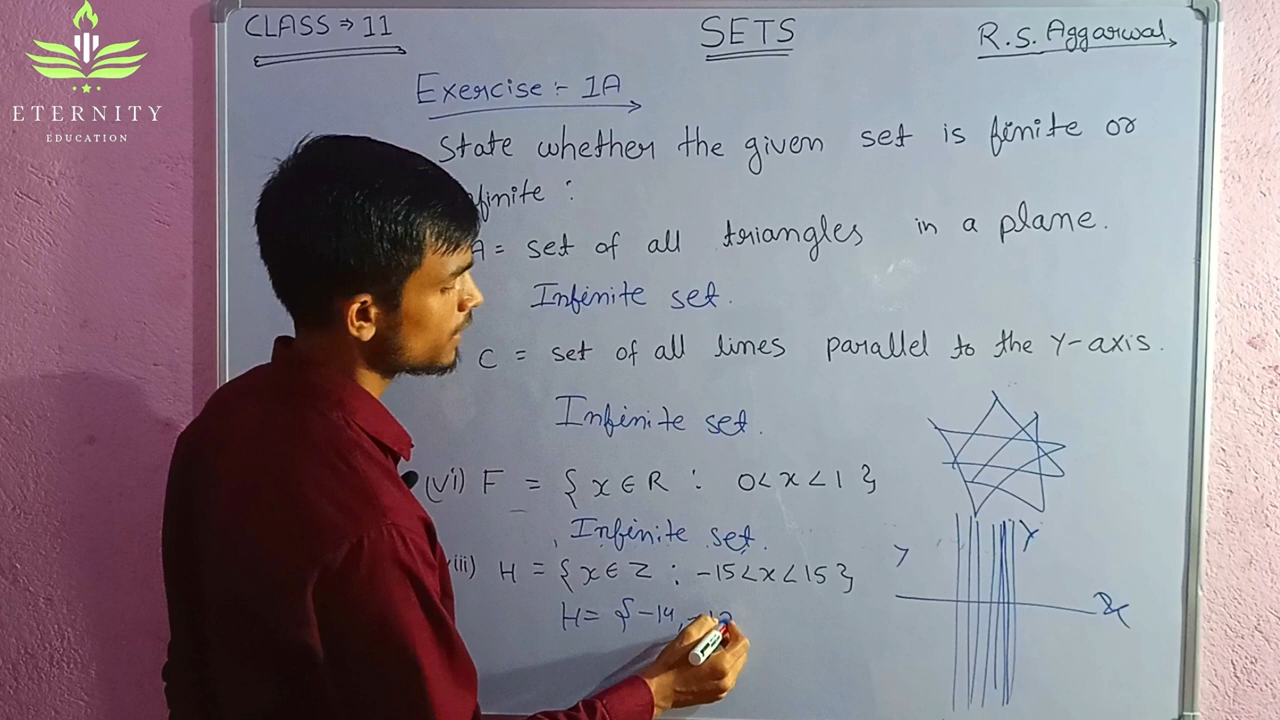 ETERNITY
EDUCATION
CLASS ⇒ 11
SETS
R.S. Aggarwal
Exercise :- 1A
State whether the given set is finite or
finite :
A = set of all triangles in a plane.
Infinite set.
C = set of all lines parallel to the Y-axis.
Infinite set.
(vi) F = { x ∈ R : 0 < x < 1 }
Infinite set.
iii) H = { x ∈ Z : -15 < x < 15 }
H = { -14, -13
Y